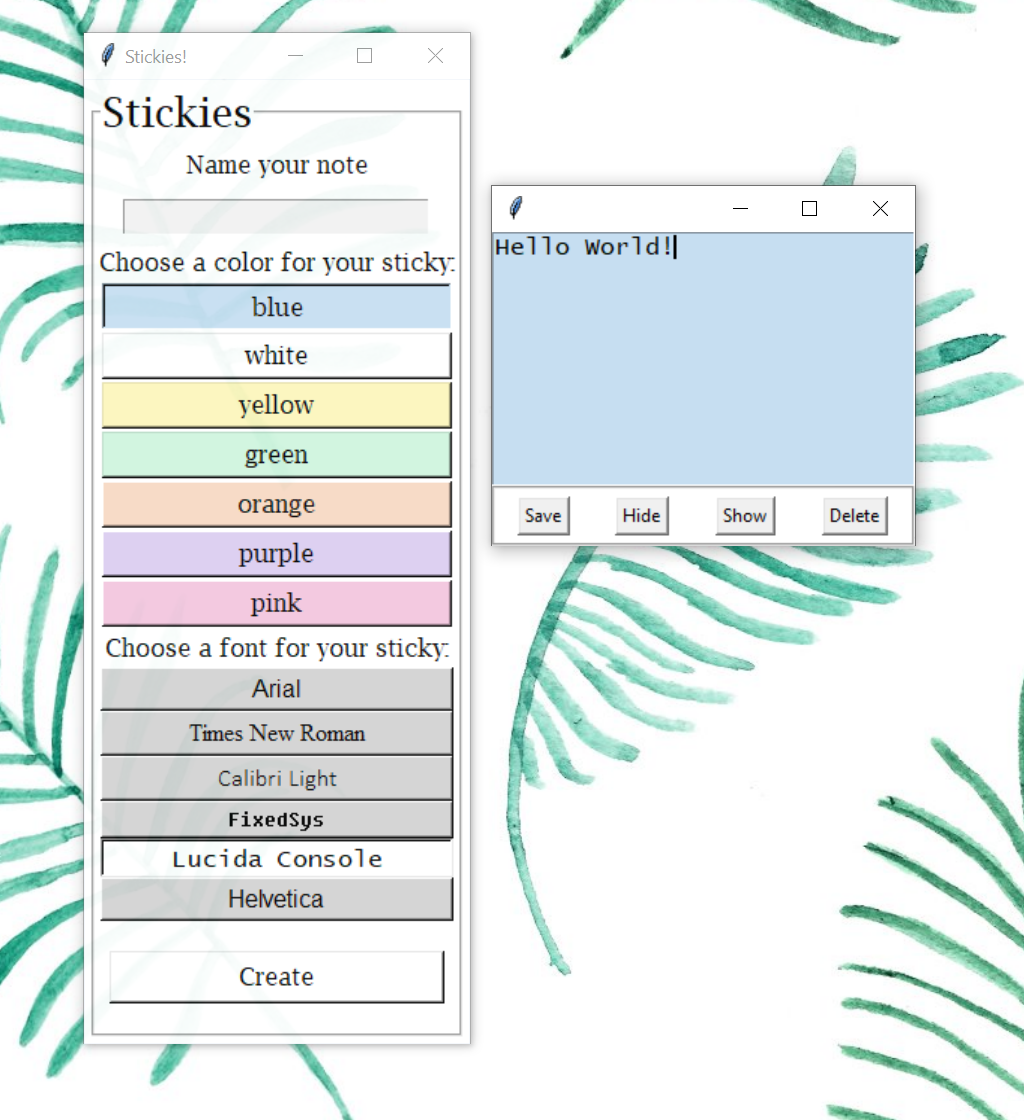 Stickies!
Stickies
Name your note
Choose a color for your sticky:
blue
white
yellow
green
orange
purple
pink
Choose a font for your sticky:
Arial
Times New Roman
Calibri Light
FixedSys
Lucida Console
Helvetica
Create
Hello World!
Save Hide Show Delete